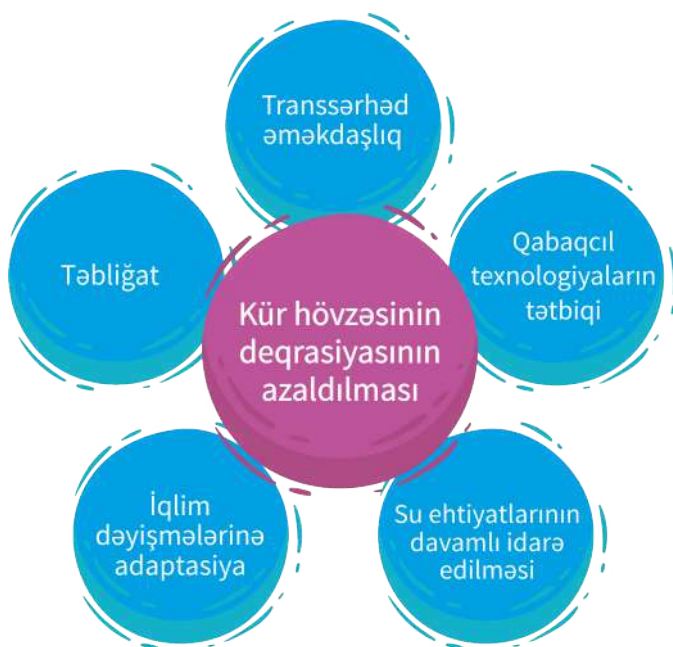 Transsərhəd
əməkdaşlıq
Təbliğat
Qabaqcıl
texnologiyaların
tətbiqi
Kür hövzəsinin
deqrasiyasının
azaldılması
İqlim
dəyişmələrinə
adaptasiya
Su ehtiyatlarının
davamlı idarə
edilməsi